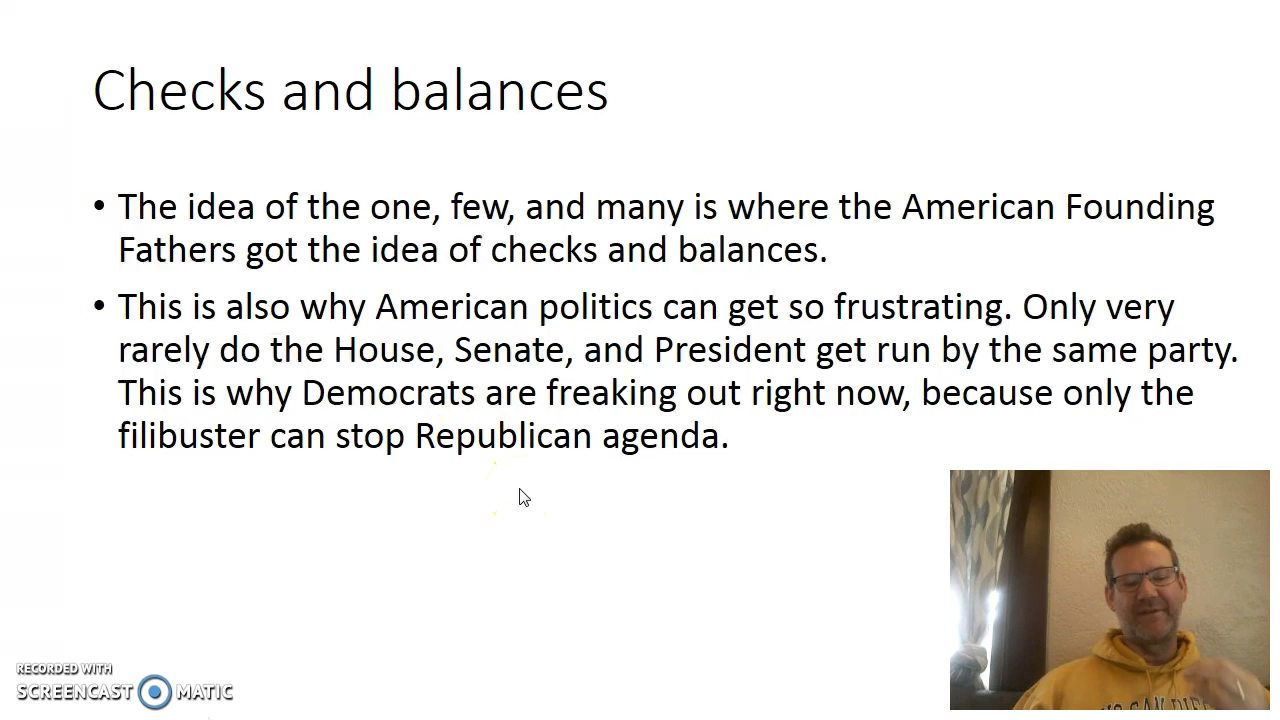 Checks and balances
• The idea of the one, few, and many is where the American Founding
Fathers got the idea of checks and balances.
• This is also why American politics can get so frustrating. Only very
rarely do the House, Senate, and President get run by the same party.
This is why Democrats are freaking out right now, because only the
filibuster can stop Republican agenda.
RECORDED WITH
SCREENCAST MATIC